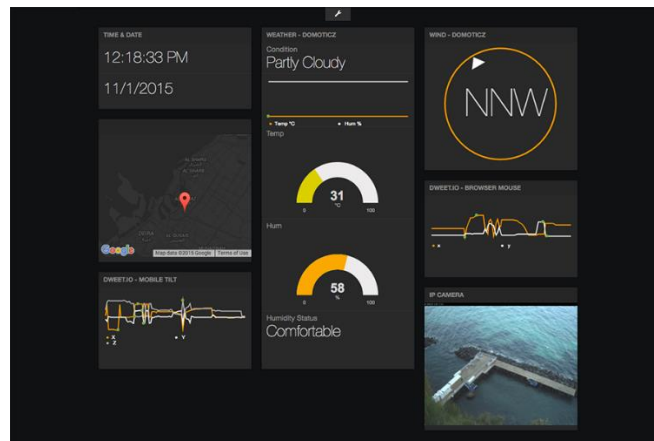 TIME & DATE
12:18:33 PM
11/1/2015
Google
Map data ©2015 Google
Terms of Use
DWEET.IO - MOBILE TILT
X
Y
Z
WEATHER - DOMOTICZ
Condition
Partly Cloudy
Temp °C
Hum %
Temp
31
°C
0
100
Hum
58
%
0
100
Humidity Status
Comfortable
WIND - DOMOTICZ
NNW
DWEET.IO - BROWSER MOUSE
x
y
IP CAMERA